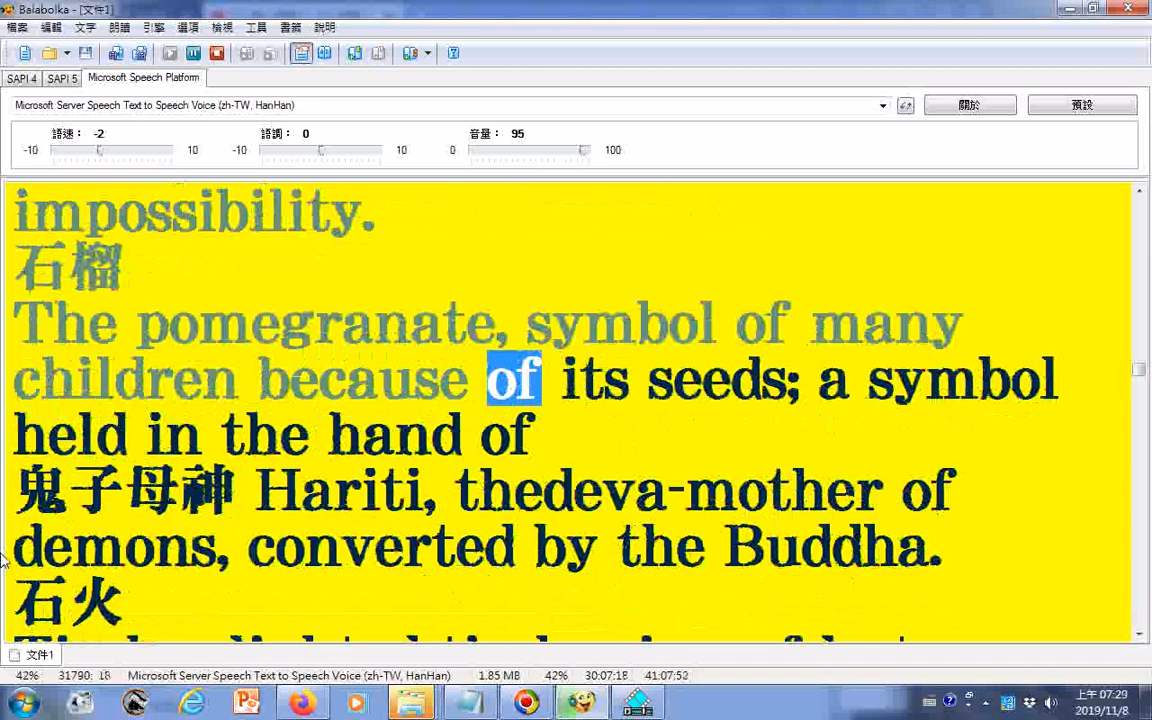 Balabolka - [文件1]
檔案 編輯 文字 朗讀 引擎 選項 檢視 工具 書籤 說明
SAPI 4 SAPI 5 Microsoft Speech Platform
Microsoft Server Speech Text to Speech Voice (zh-TW, HanHan) 關於 預設
語速： -2 語調： 0 音量： 95
-10 10 -10 10 0 100
impossibility.
石榴
The pomegranate, symbol of many
children because of its seeds; a symbol
held in the hand of
鬼子母神 Hariti, thedeva-mother of
demons, converted by the Buddha.
石火
文件1
42% 31790: 18 Microsoft Server Speech Text to Speech Voice (zh-TW, HanHan) 1.85 MB 42% 30:07:18 41:07:52
上午 07:29
2019/11/8